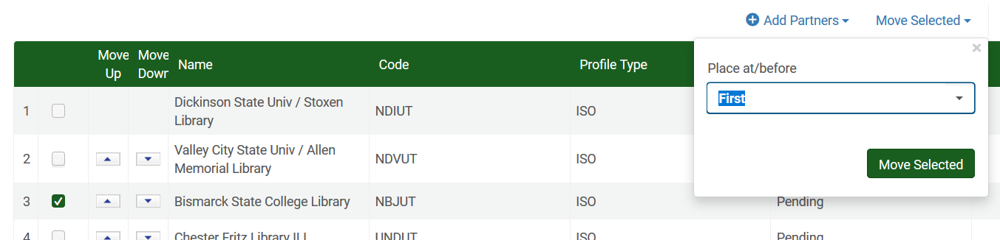 Add Partners Move Selected
×
Move Up Move Down Name Code Profile Type
Place at/before
First
Move Selected
1 Dickinson State Univ / Stoxen NDIUT ISO
Library
2 Valley City State Univ / Allen NDVUT ISO
Memorial Library
3 Bismarck State College Library NBJUT ISO Pending
4 Chester Fritz Library ILL UNDUT ISO Pending